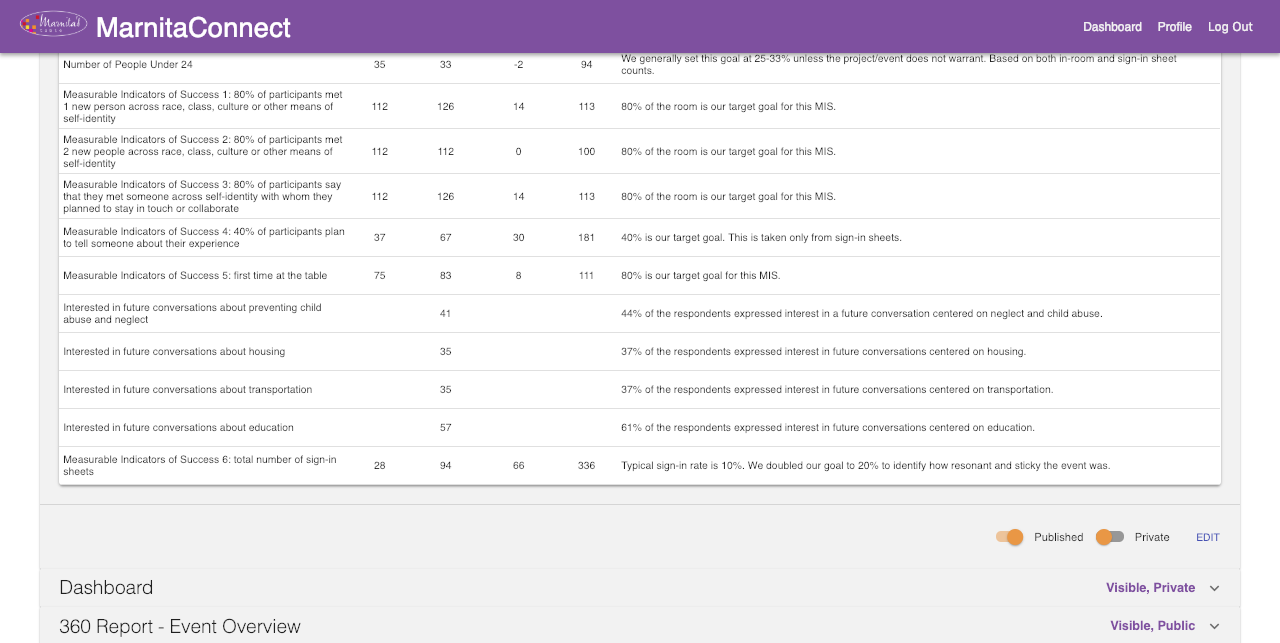 Marnita's
TABLE
MarnitaConnect
Dashboard Profile Log Out
Number of People Under 24 35 33 -2 94 We generally set this goal at 25-33% unless the project/event does not warrant. Based on both in-room and sign-in sheet
counts.
Measurable Indicators of Success 1: 80% of participants met
1 new person across race, class, culture or other means of
self-identity
112 126 14 113 80% of the room is our target goal for this MIS.
Measurable Indicators of Success 2: 80% of participants met
2 new people across race, class, culture or other means of
self-identity
112 112 0 100 80% of the room is our target goal for this MIS.
Measurable Indicators of Success 3: 80% of participants say
that they met someone across self-identity with whom they
planned to stay in touch or collaborate
112 126 14 113 80% of the room is our target goal for this MIS.
Measurable Indicators of Success 4: 40% of participants plan
to tell someone about their experience
37 67 30 181 40% is our target goal. This is taken only from sign-in sheets.
Measurable Indicators of Success 5: first time at the table 75 83 8 111 80% is our target goal for this MIS.
Interested in future conversations about preventing child
abuse and neglect
41 44% of the respondents expressed interest in a future conversation centered on neglect and child abuse.
Interested in future conversations about housing 35 37% of the respondents expressed interest in future conversations centered on housing.
Interested in future conversations about transportation 35 37% of the respondents expressed interest in future conversations centered on transportation.
Interested in future conversations about education 57 61% of the respondents expressed interest in future conversations centered on education.
Measurable Indicators of Success 6: total number of sign-in
sheets
28 94 66 336 Typical sign-in rate is 10%. We doubled our goal to 20% to identify how resonant and sticky the event was.
Published Private EDIT
Dashboard Visible, Private
360 Report - Event Overview Visible, Public